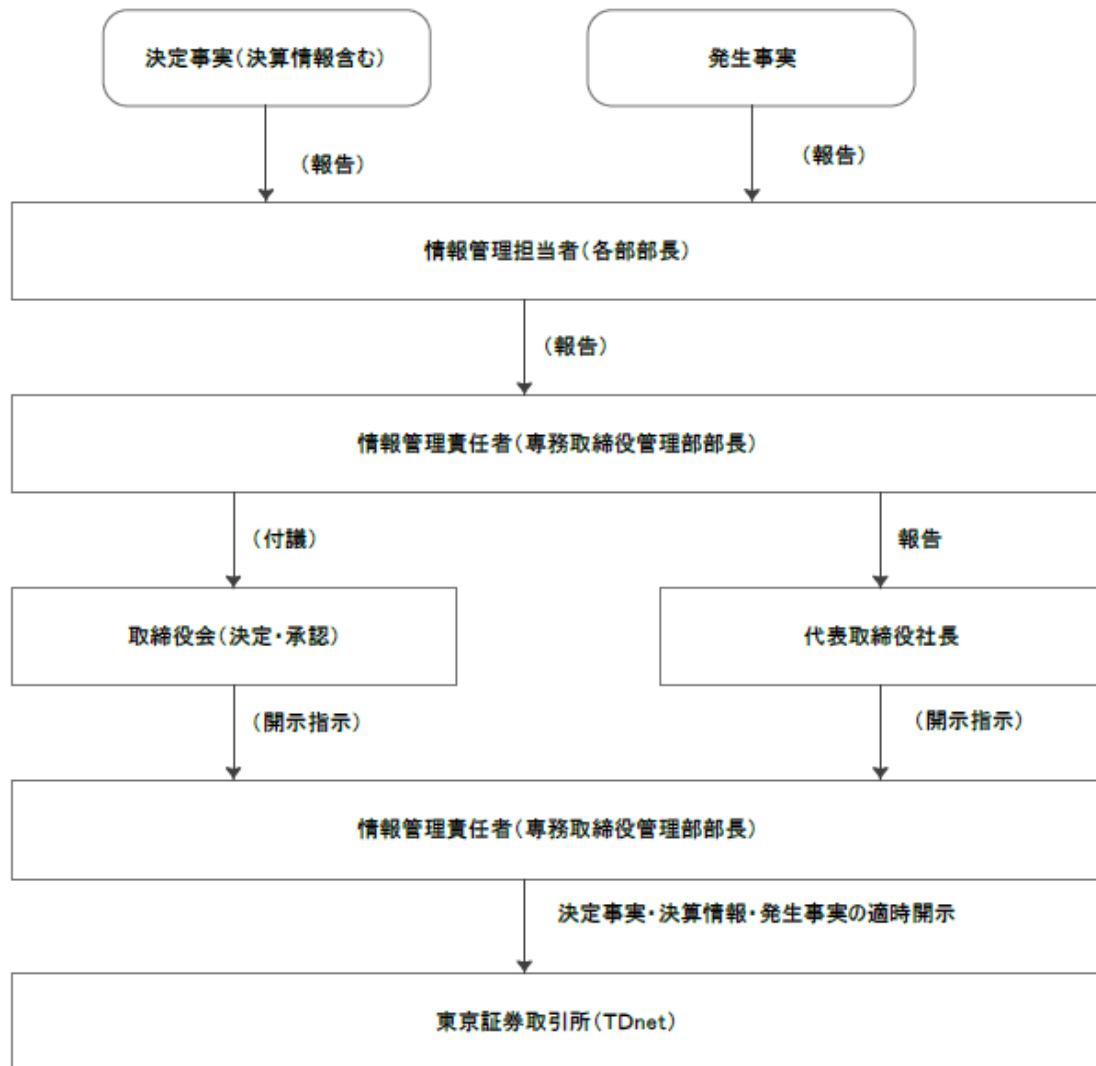 決定事実（決算情報含む）
発生事実
（報告）
（報告）
情報管理担当者（各部部長）
（報告）
情報管理責任者（専務取締役管理部部長）
（付議）
報告
取締役会（決定・承認）
代表取締役社長
（開示指示）
（開示指示）
情報管理責任者（専務取締役管理部部長）
決定事実・決算情報・発生事実の適時開示
東京証券取引所（TDnet）